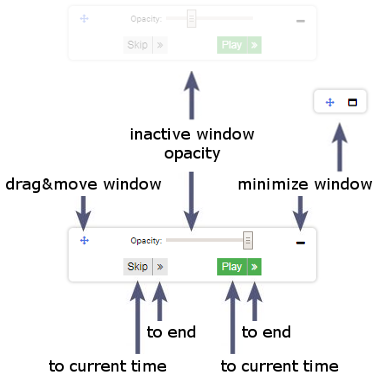 Opacity:
Skip » Play »
inactive window
opacity
drag&move window minimize window
Opacity:
Skip » Play »
to end to end
to current time to current time